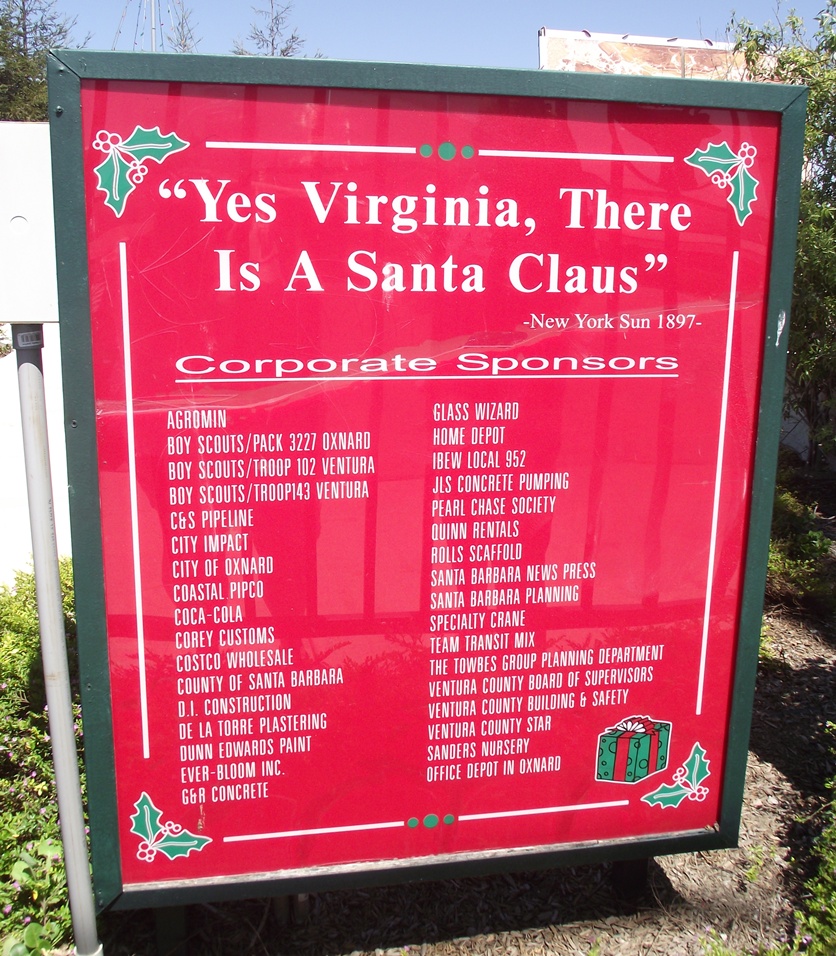 “Yes Virginia, There
Is A Santa Claus”
-New York Sun 1897-
Corporate Sponsors
AGROMIN
BOY SCOUTS/PACK 3227 OXNARD
BOY SCOUTS/TROOP 102 VENTURA
BOY SCOUTS/TROOP143 VENTURA
C&S PIPELINE
CITY IMPACT
CITY OF OXNARD
COASTAL PIPCO
COCA-COLA
COREY CUSTOMS
COSTCO WHOLESALE
COUNTY OF SANTA BARBARA
D.I. CONSTRUCTION
DE LA TORRE PLASTERING
DUNN EDWARDS PAINT
EVER-BLOOM INC.
G&R CONCRETE
GLASS WIZARD
HOME DEPOT
IBEW LOCAL 952
JLS CONCRETE PUMPING
PEARL CHASE SOCIETY
QUINN RENTALS
ROLLS SCAFFOLD
SANTA BARBARA NEWS PRESS
SANTA BARBARA PLANNING
SPECIALTY CRANE
TEAM TRANSIT MIX
THE TOWBES GROUP PLANNING DEPARTMENT
VENTURA COUNTY BOARD OF SUPERVISORS
VENTURA COUNTY BUILDING & SAFETY
VENTURA COUNTY STAR
SANDERS NURSERY
OFFICE DEPOT IN OXNARD